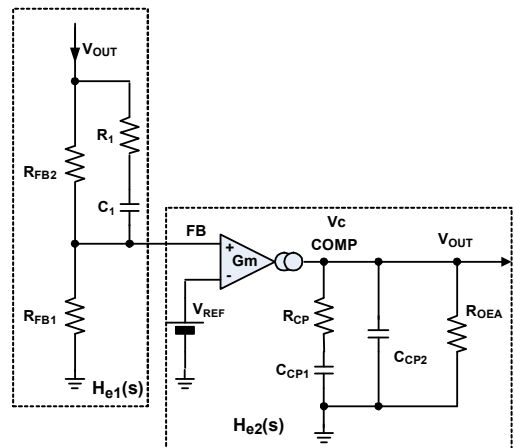 VOUT
R1
RFB2
C1
FB
Vc
COMP
VOUT
+
Gm
-
VREF
RCP
ROEA
RFB1
CCP1
CCP2
He1(s)
He2(s)